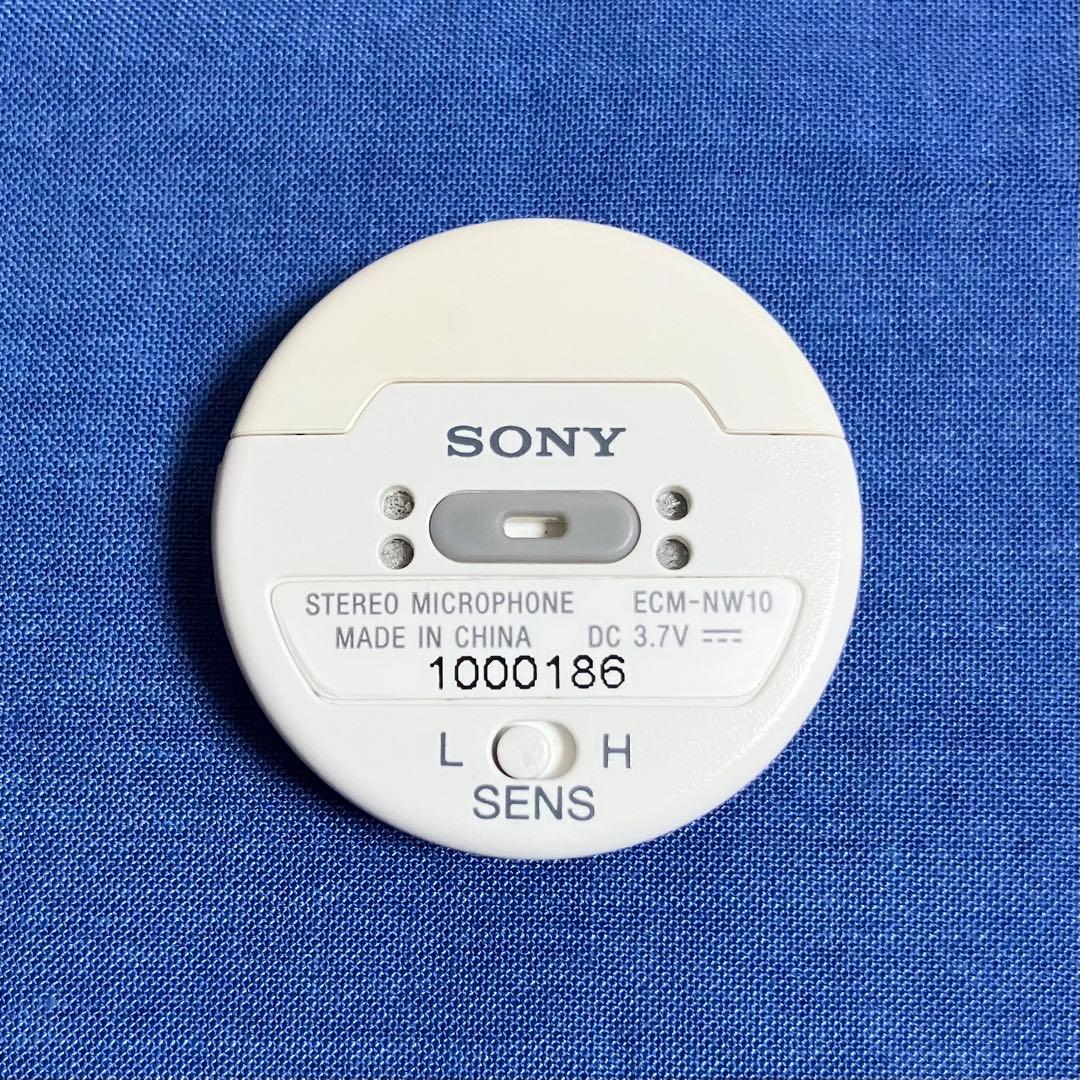 SONY
STEREO MICROPHONE ECM-NW10
MADE IN CHINA DC 3.7V ⎓
1000186
L H
SENS